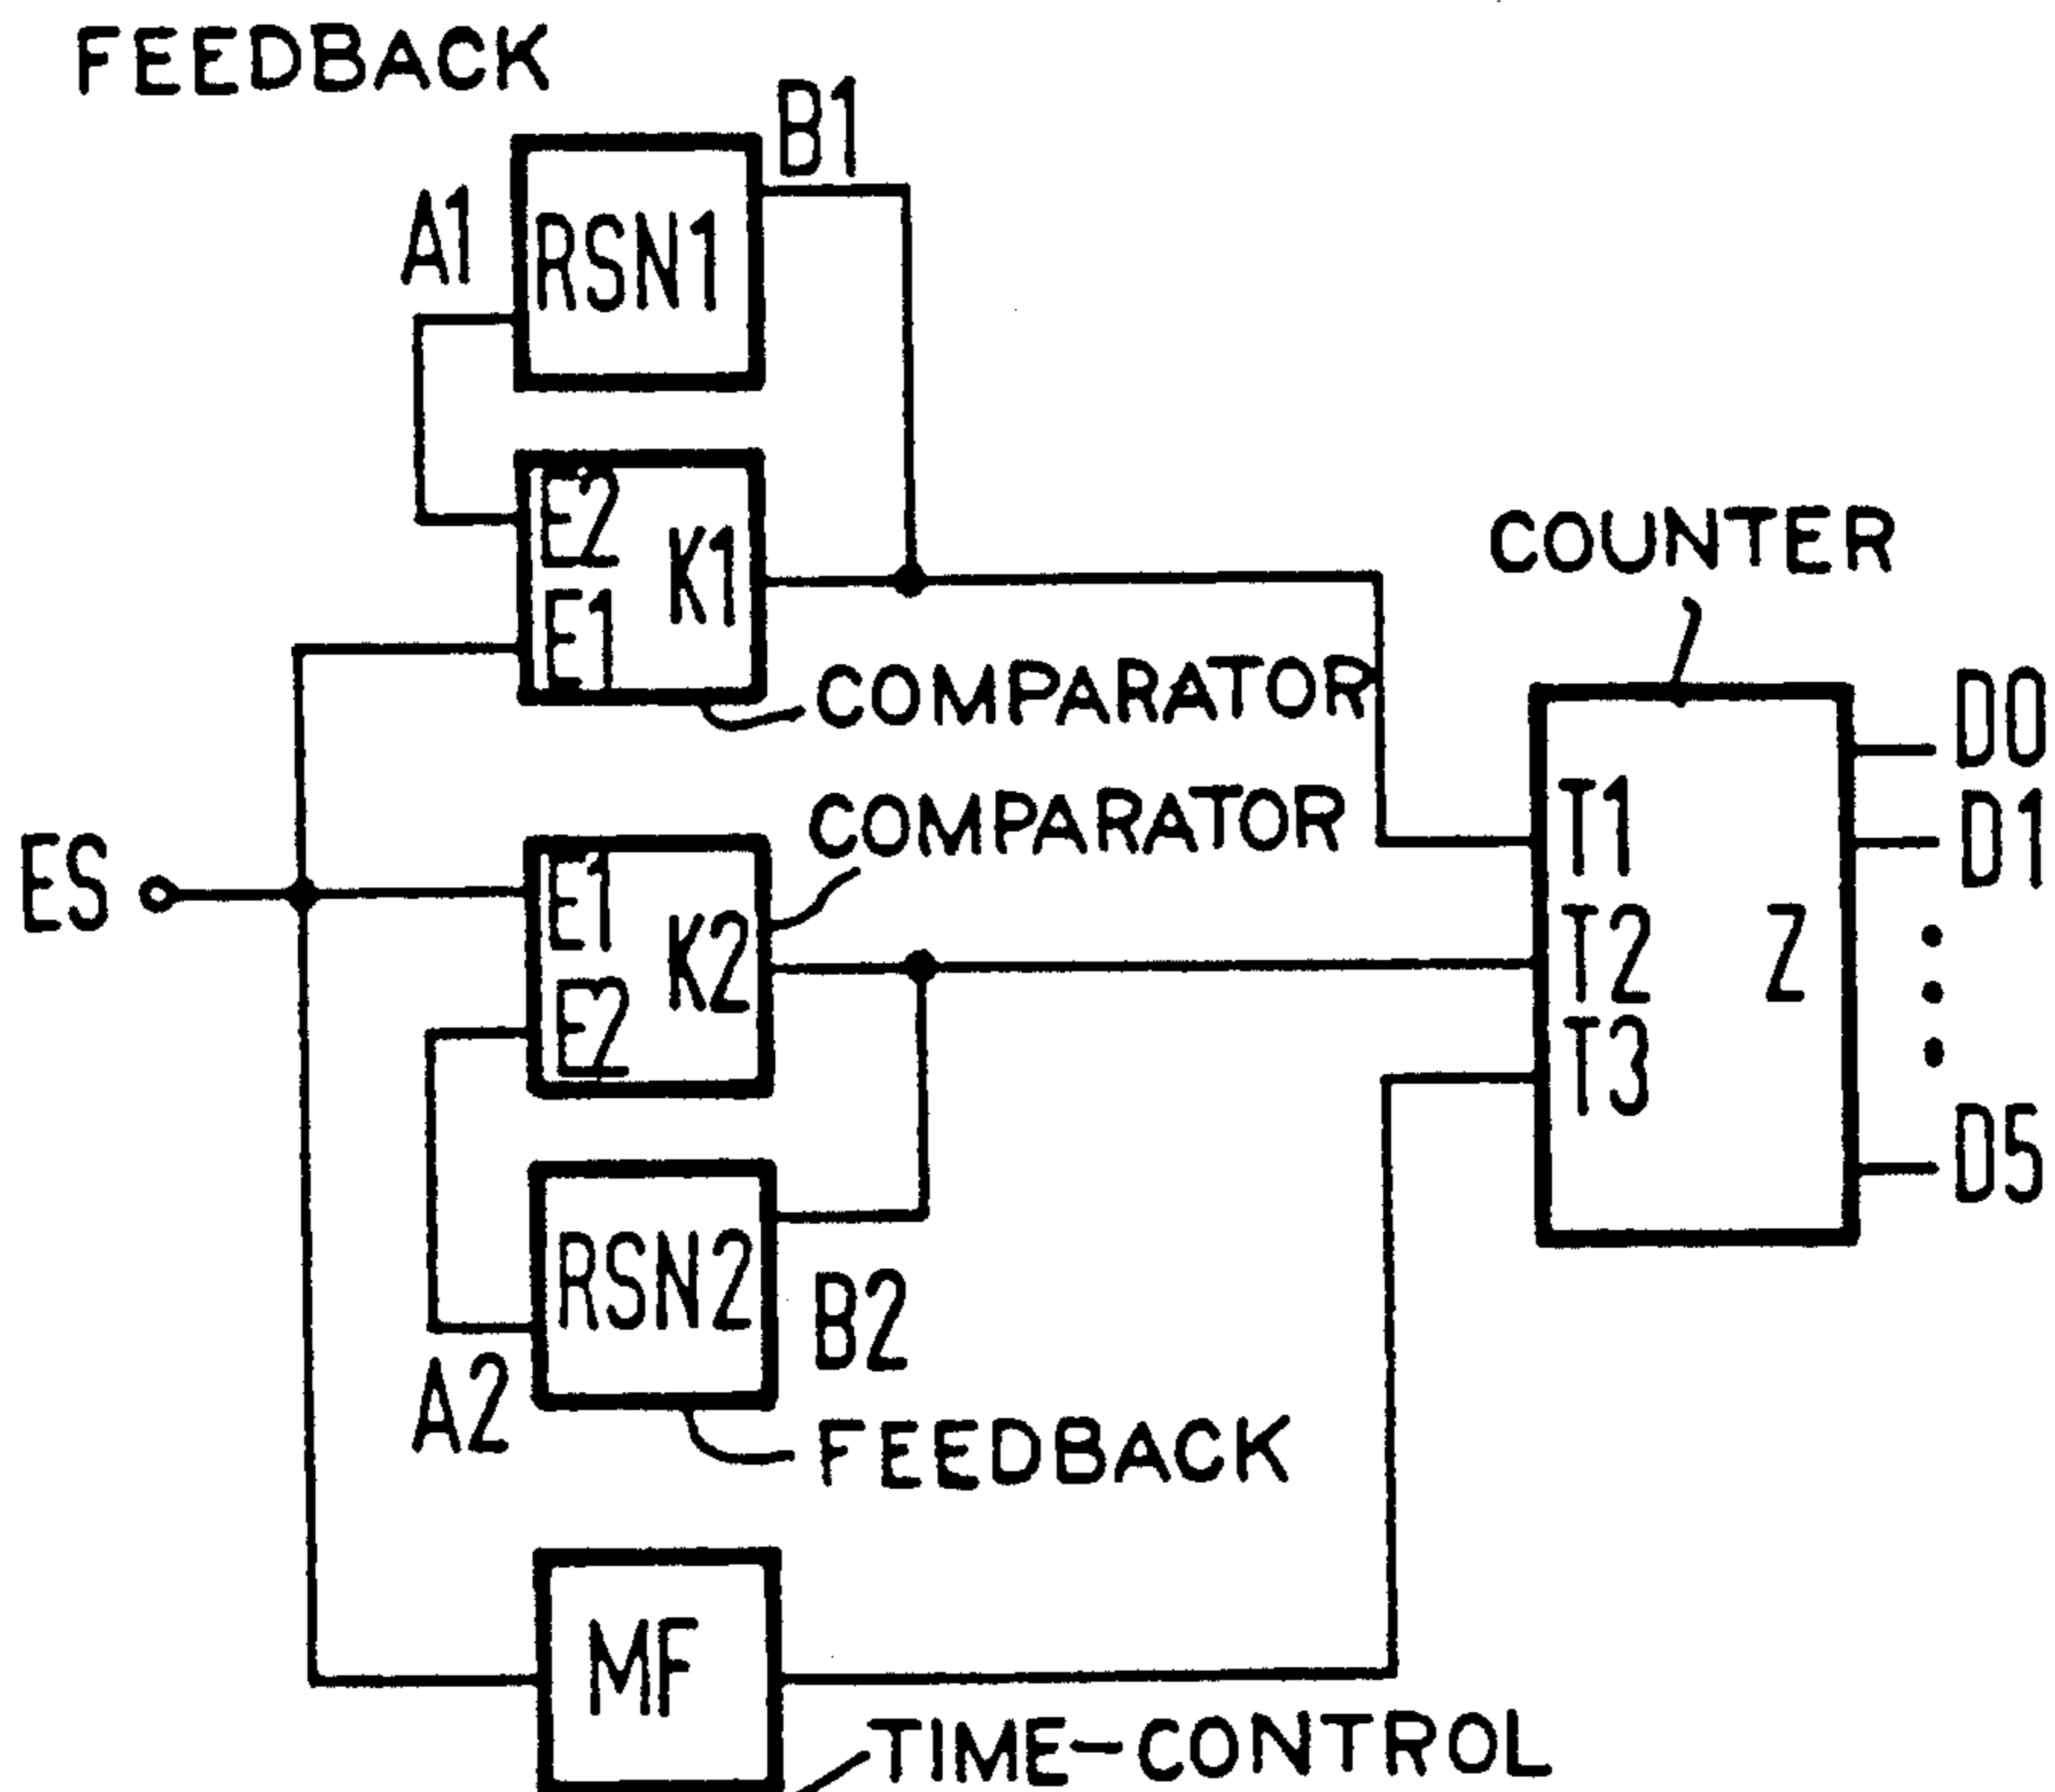 FEEDBACK
B1
A1
RSN1
E2
K1
E1
COUNTER
COMPARATOR
D0
COMPARATOR
T1
D1
ES
E1
K2
T2
Z
E2
T3
D5
RSN2
B2
A2
FEEDBACK
MF
TIME-CONTROL